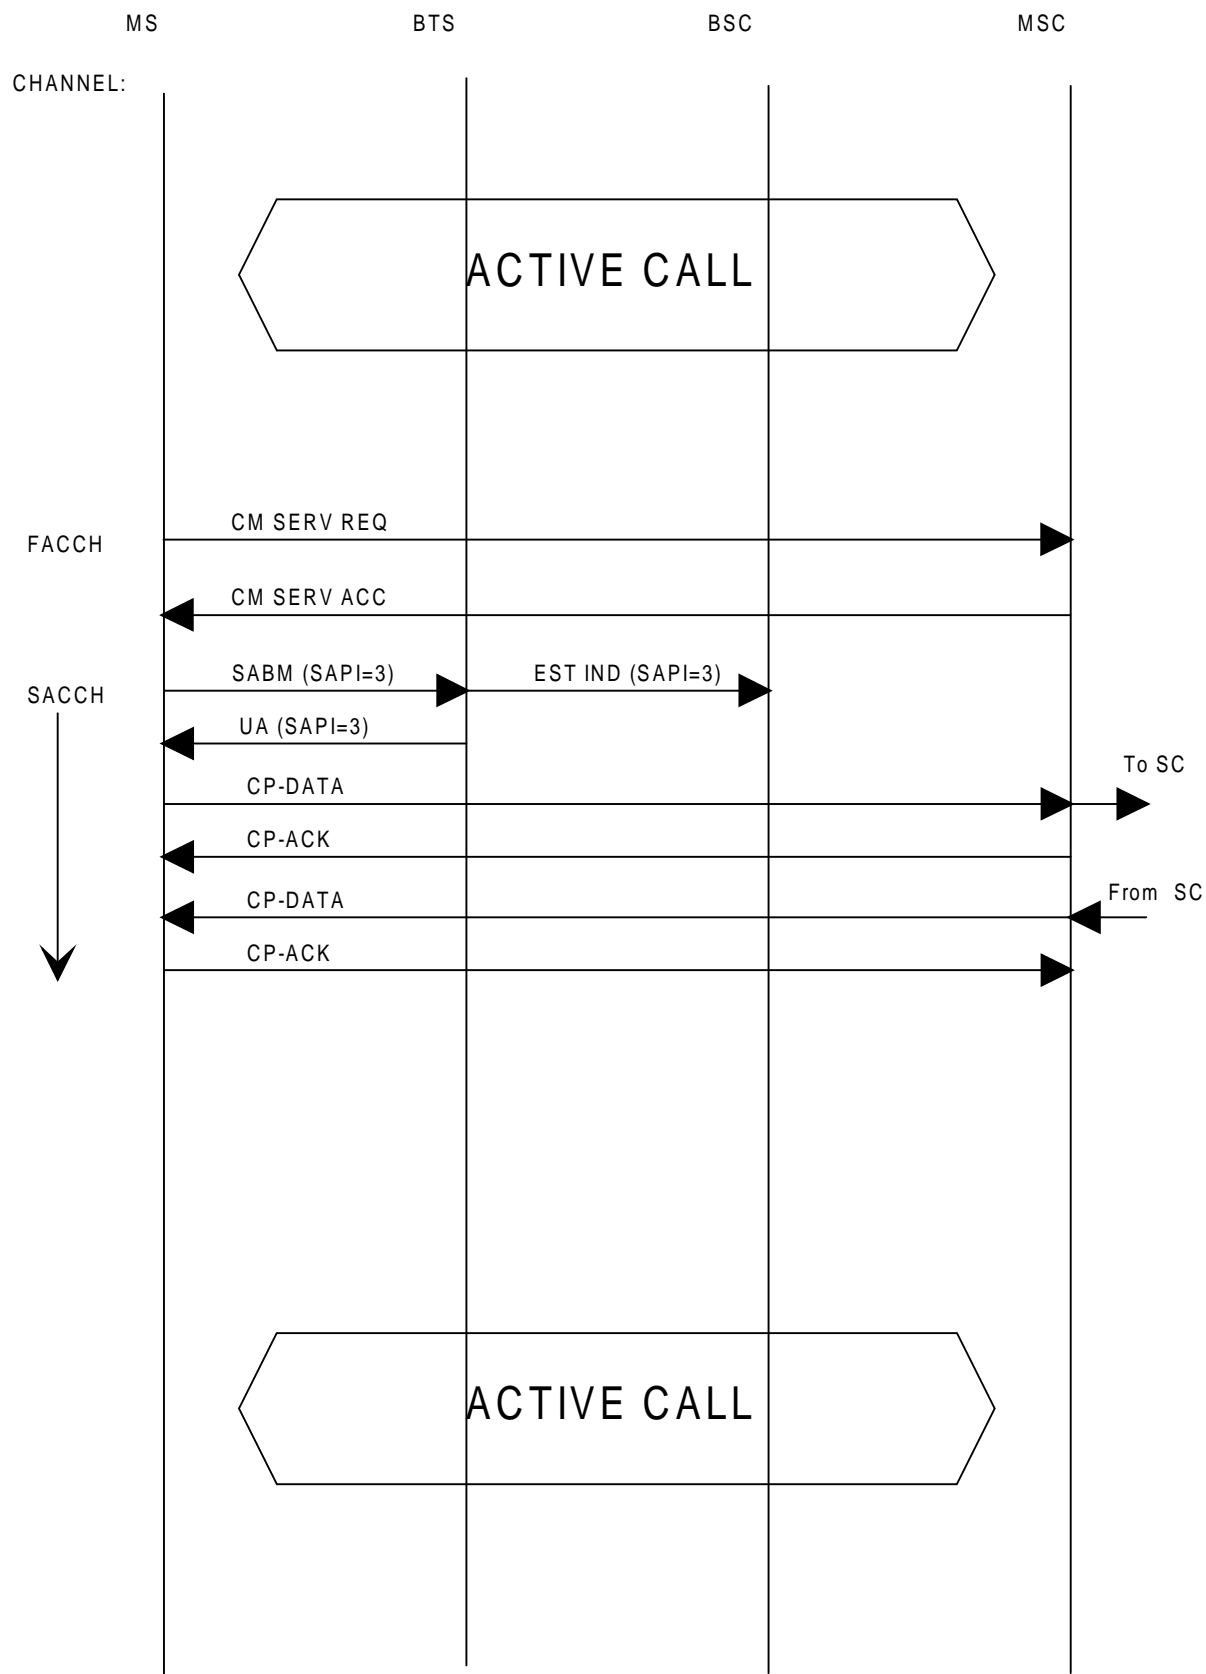 MS BTS BSC MSC
CHANNEL:
ACTIVE CALL
CM SERV REQ
FACCH
CM SERV ACC
SABM (SAPI=3) EST IND (SAPI=3)
SACCH
UA (SAPI=3)
To SC
CP-DATA
CP-ACK
From SC
CP-DATA
CP-ACK
ACTIVE CALL